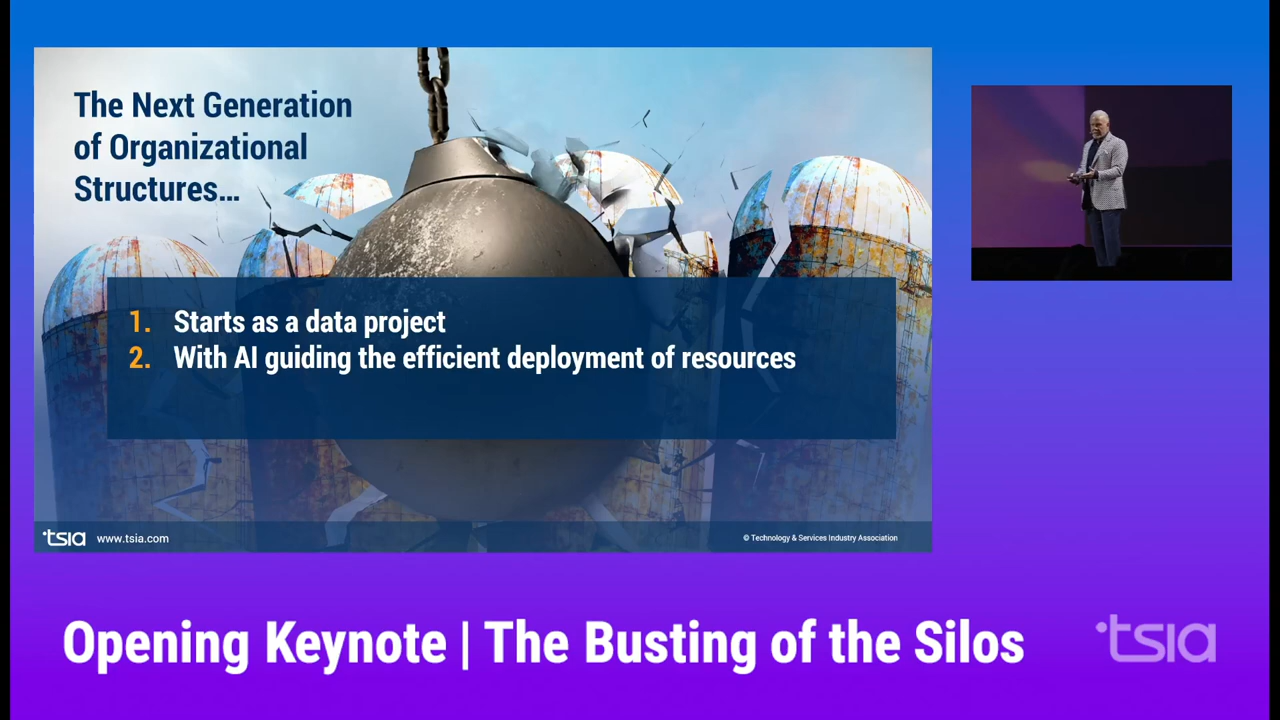 The Next Generation
of Organizational
Structures...
1. Starts as a data project
2. With AI guiding the efficient deployment of resources
tsia www.tsia.com
© Technology & Services Industry Association
Opening Keynote | The Busting of the Silos
tsia